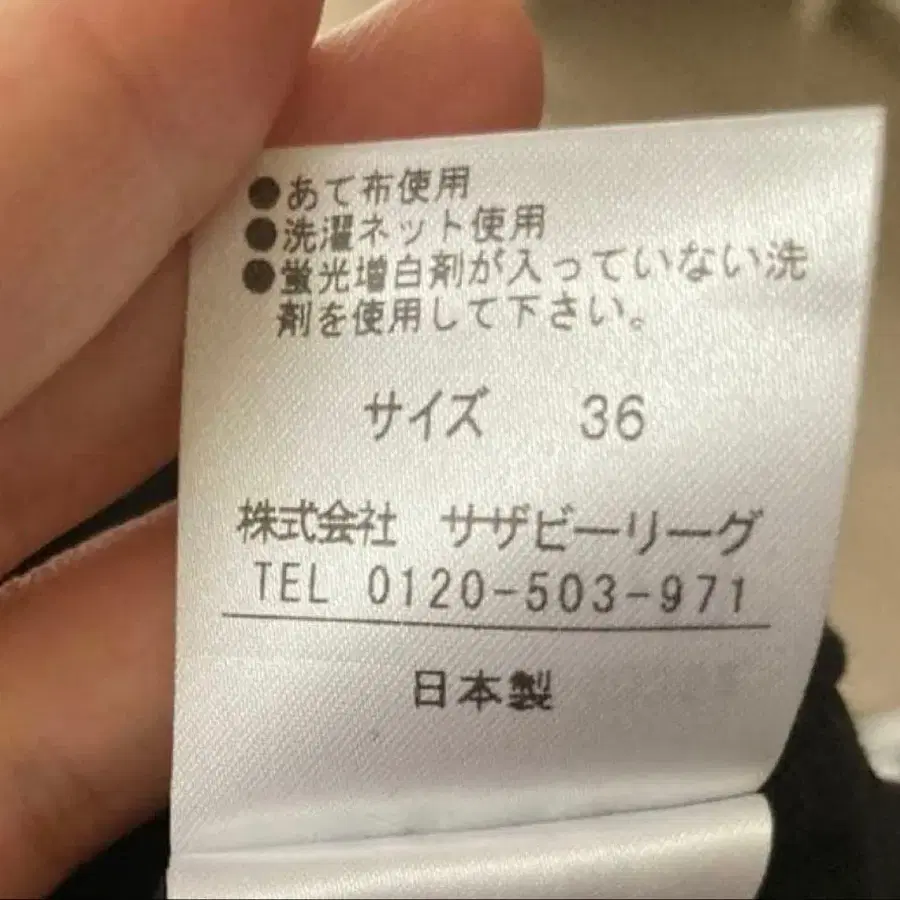 ●あて布使用
●洗濯ネット使用
●蛍光増白剤が入っていない洗
剤を使用して下さい。
サイズ 36
株式会社 サザビーリーグ
TEL 0120-503-971
日本製